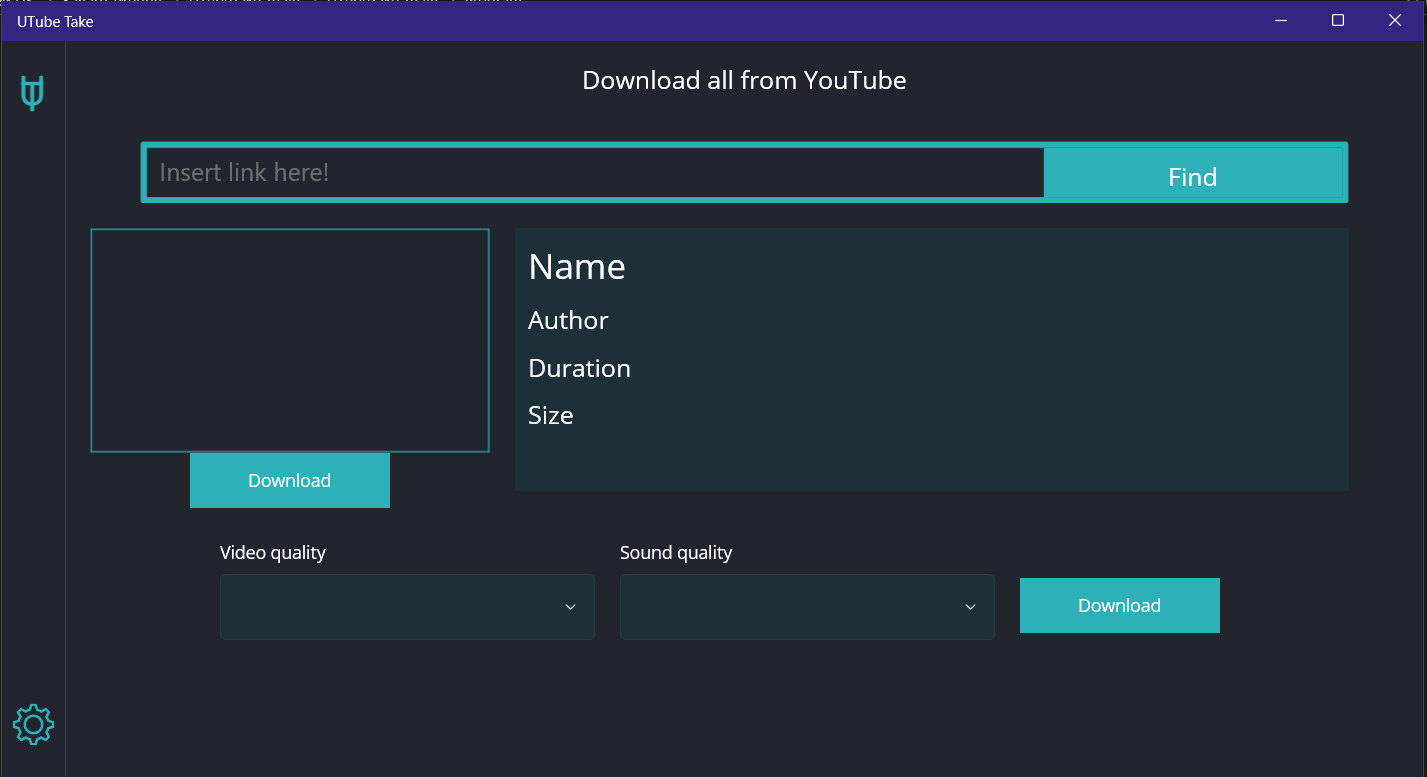 UTube Take
Download all from YouTube
Insert link here!
Find
Name
Author
Duration
Size
Download
Video quality
Sound quality
Download